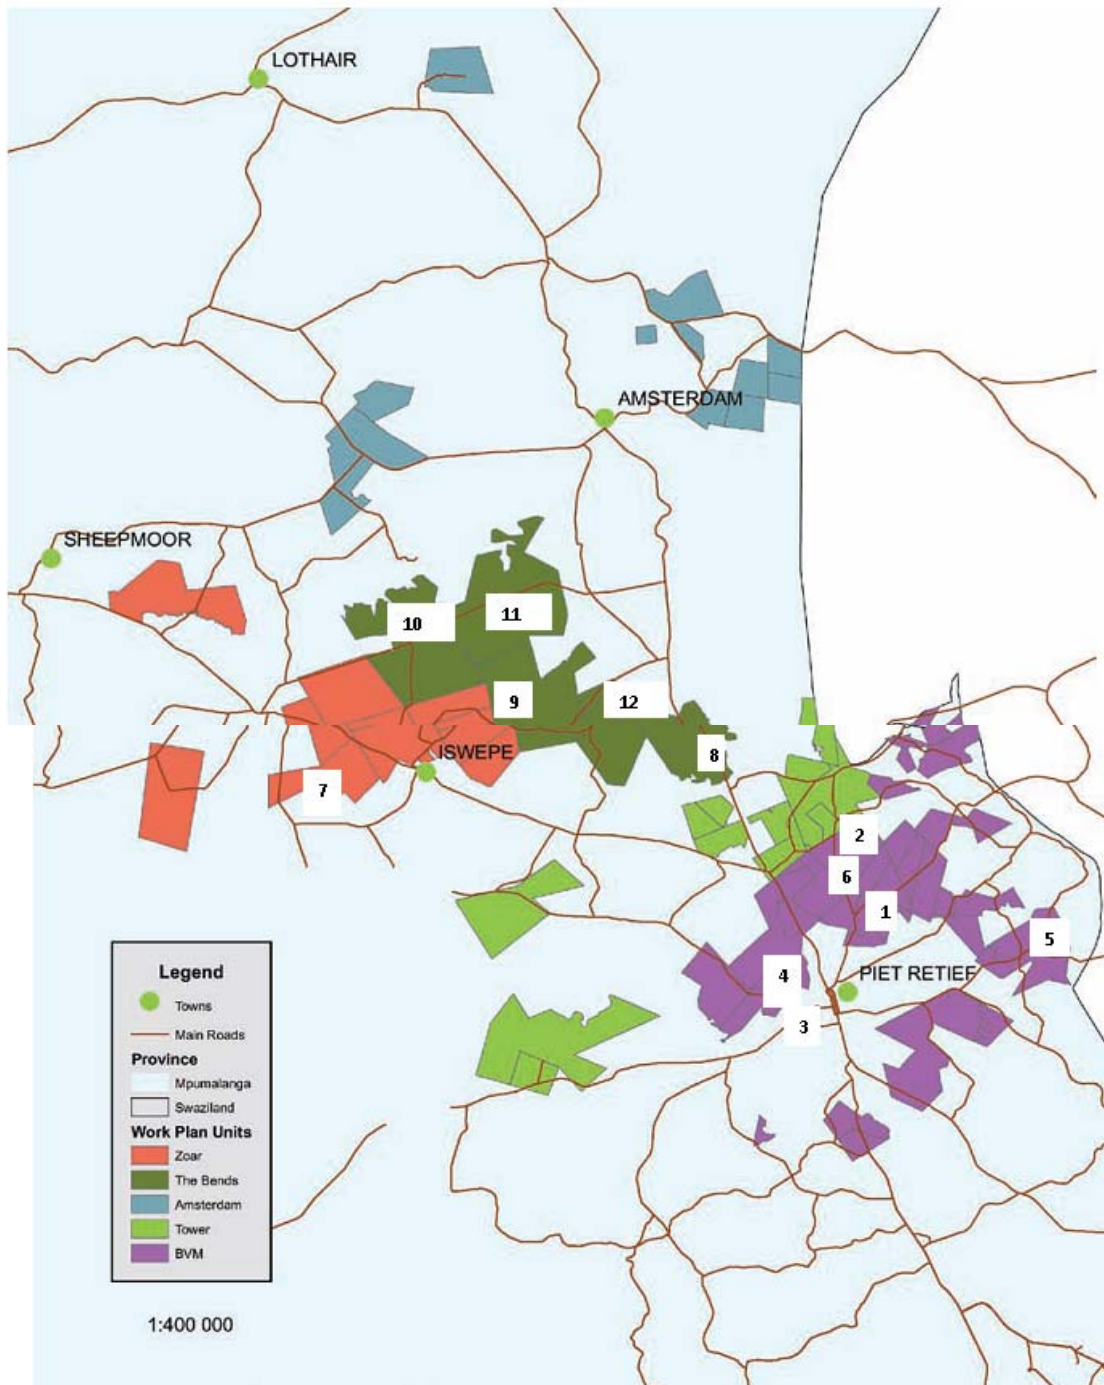 LOTHAIR
AMSTERDAM
SHEEPMOOR
11
10
9
12
ISWEPE
8
7
2
6
1
5
4
PIET RETIEF
3
Legend
Towns
Main Roads
Province
Mpumalanga
Swaziland
Work Plan Units
Zoar
The Bends
Amsterdam
Tower
BVM
1:400 000